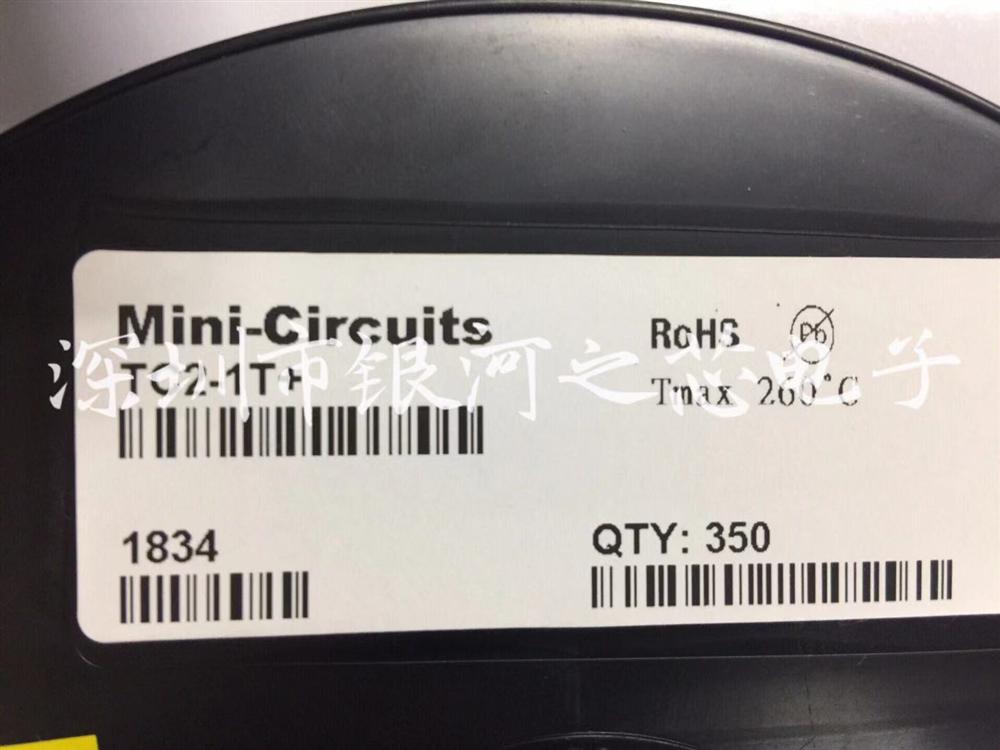 Mini-Circuits
TC2-1T+
RoHS Pb
Tmax 260°C
深圳市银河之芯电子
1834
QTY: 350